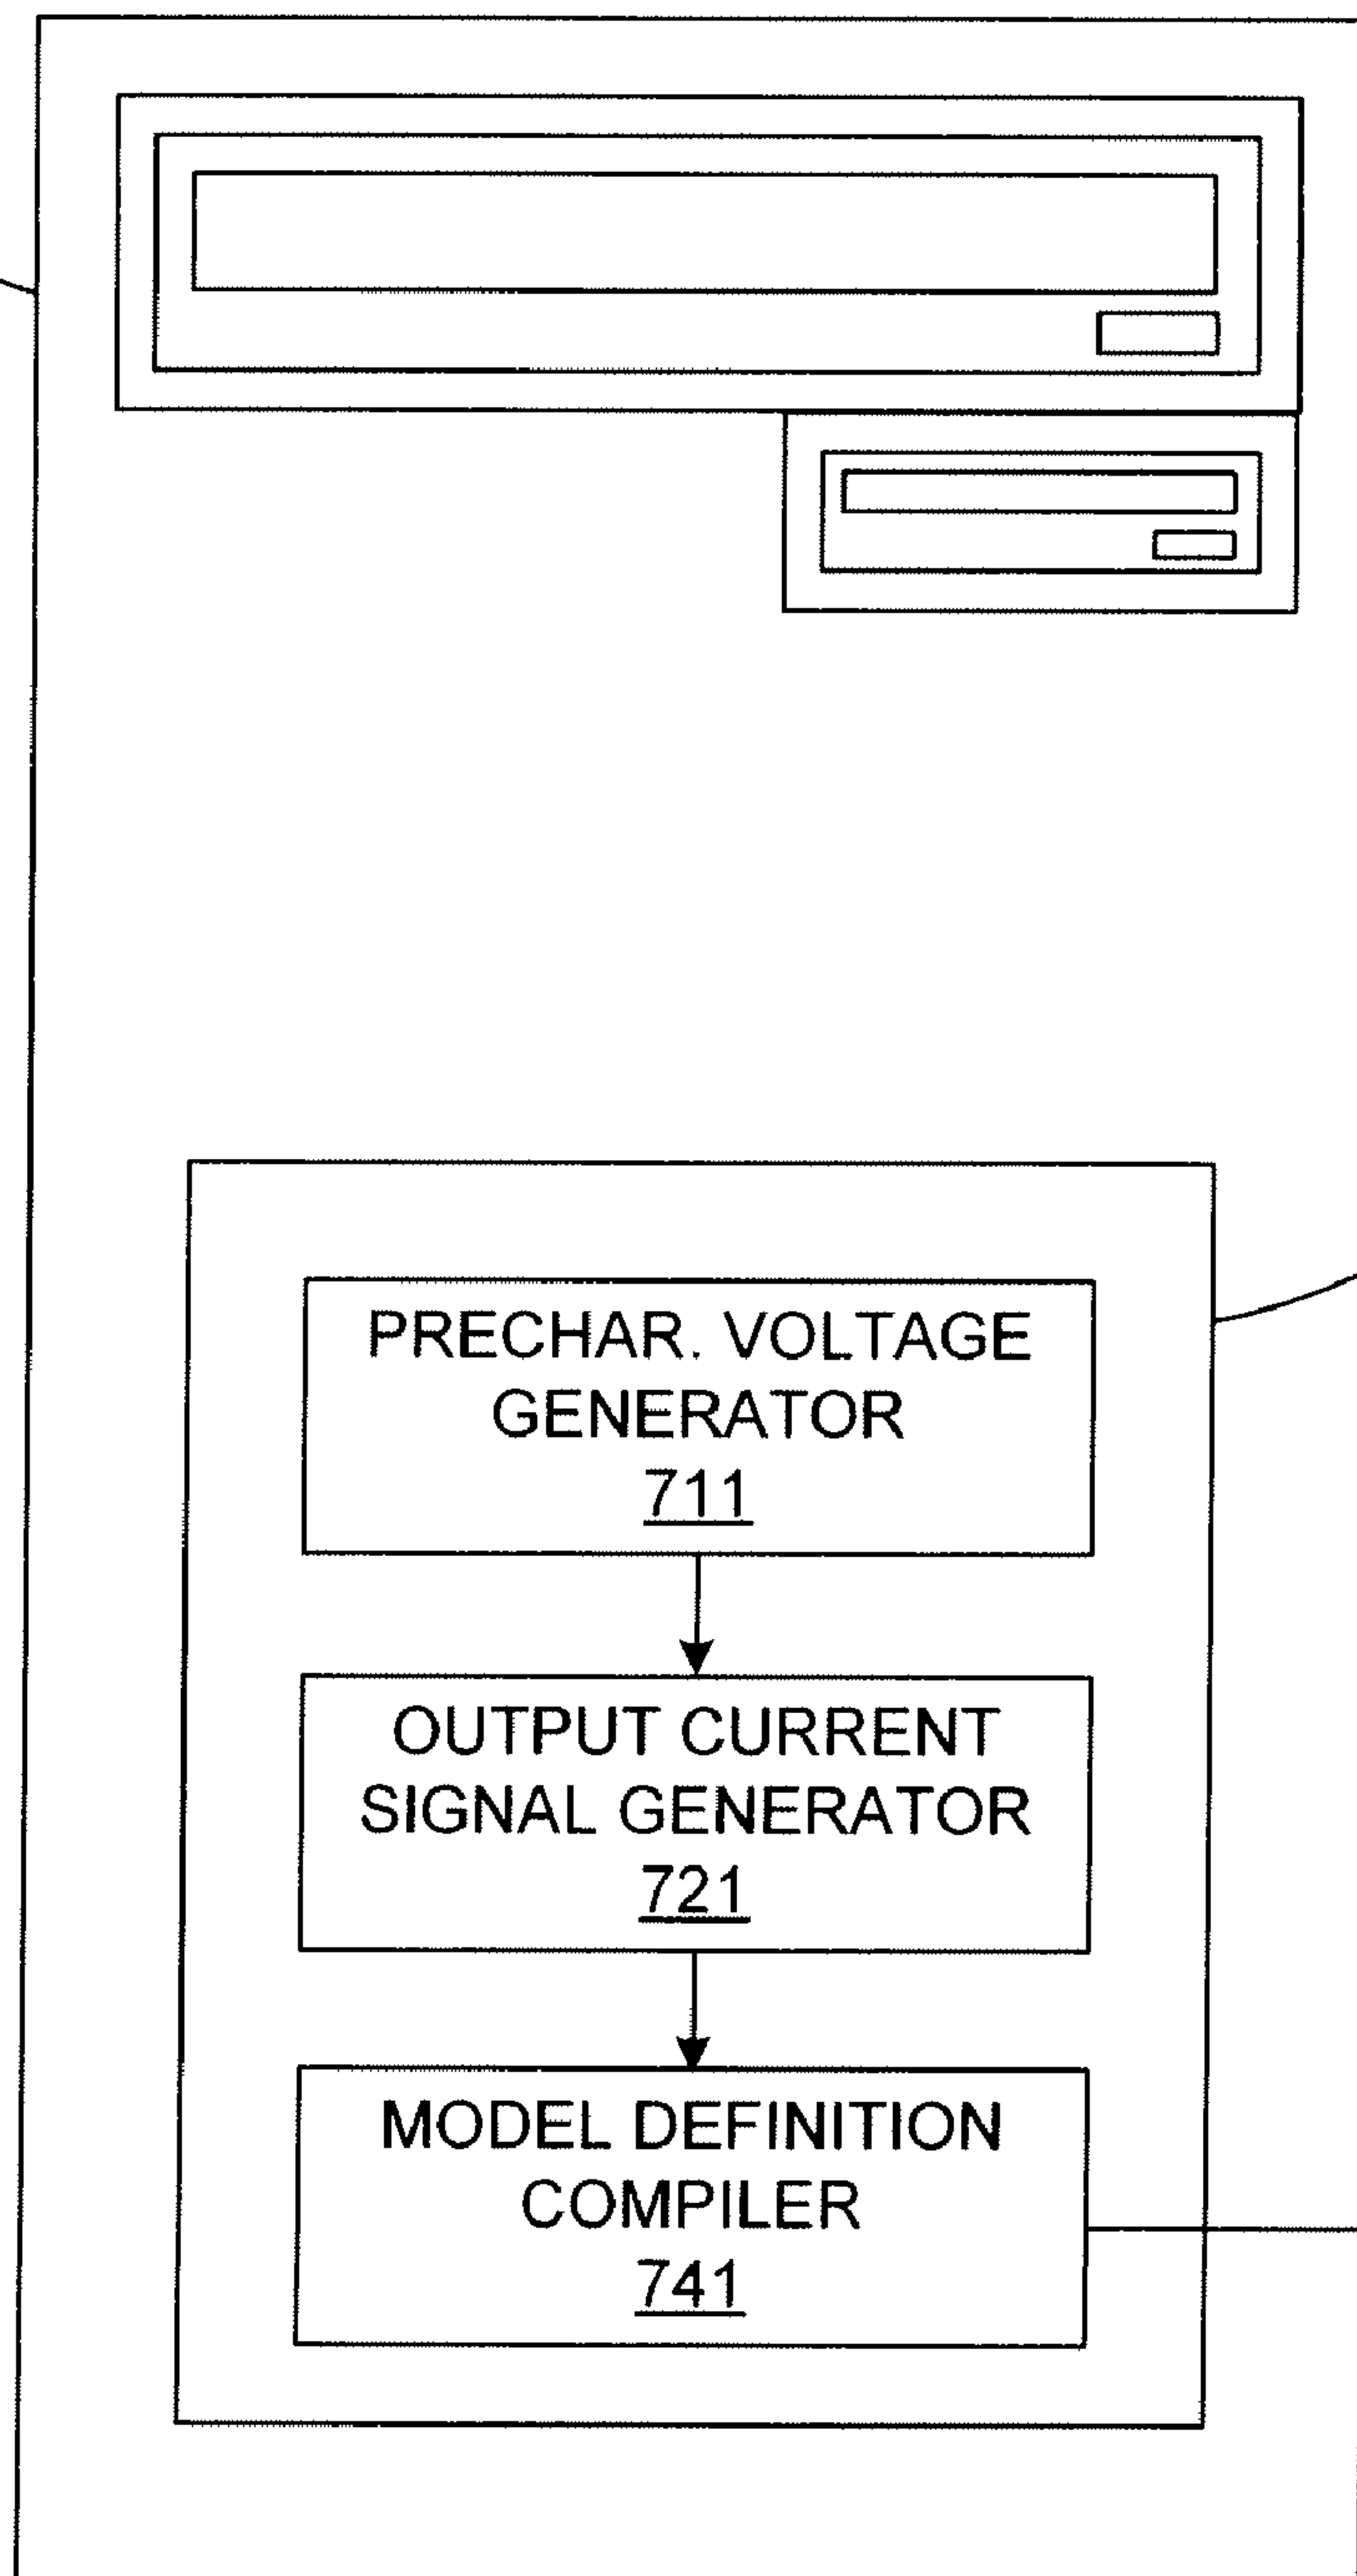 PRECHAR. VOLTAGE
GENERATOR
711
OUTPUT CURRENT
SIGNAL GENERATOR
721
MODEL DEFINITION
COMPILER
741